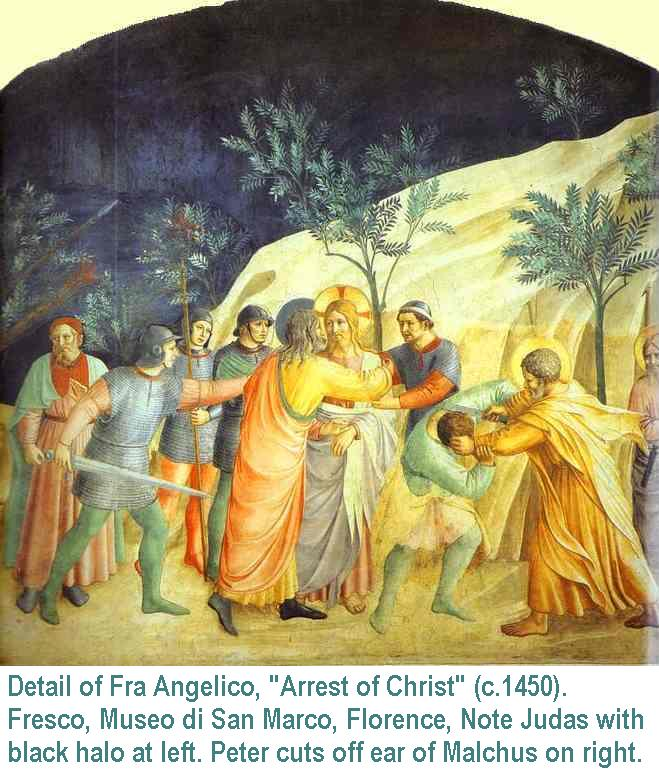 Detail of Fra Angelico, "Arrest of Christ" (c.1450).
Fresco, Museo di San Marco, Florence, Note Judas with
black halo at left. Peter cuts off ear of Malchus on right.